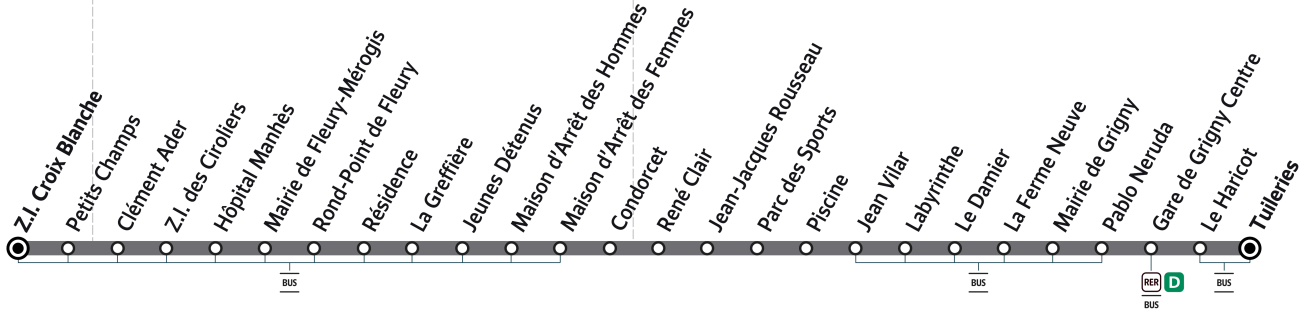 Z.I. Croix Blanche
Petits Champs
Clément Ader
Z.I. des Ciroliers
Hôpital Manhès
Mairie de Fleury-Mérogis
Rond-Point de Fleury
Résidence
La Greffière
Jeunes Détenus
Maison d'Arrêt des Hommes
Maison d'Arrêt des Femmes
Condorcet
René Clair
Jean-Jacques Rousseau
Parc des Sports
Piscine
Jean Vilar
Labyrinthe
Le Damier
La Ferme Neuve
Mairie de Grigny
Pablo Neruda
Gare de Grigny Centre
Le Haricot
Tuileries
BUS
BUS
RER D
BUS
BUS